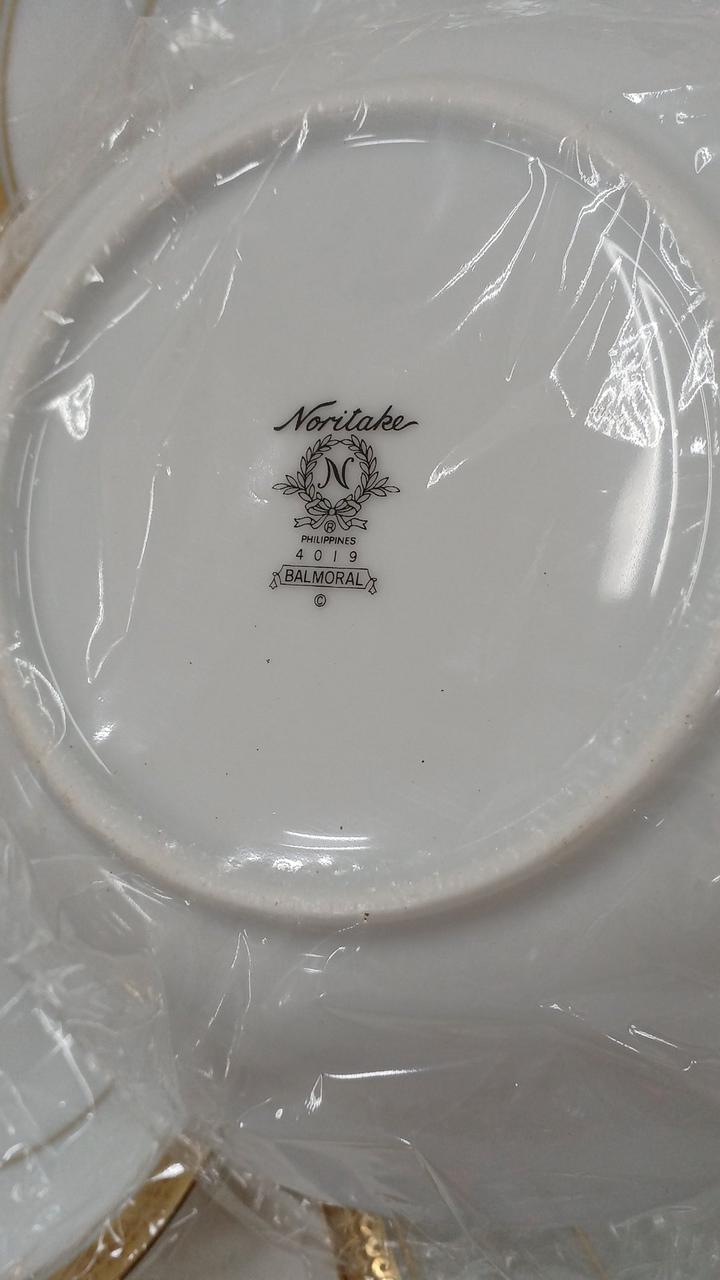 Noritake
N
®
PHILIPPINES
4019
BALMORAL
©